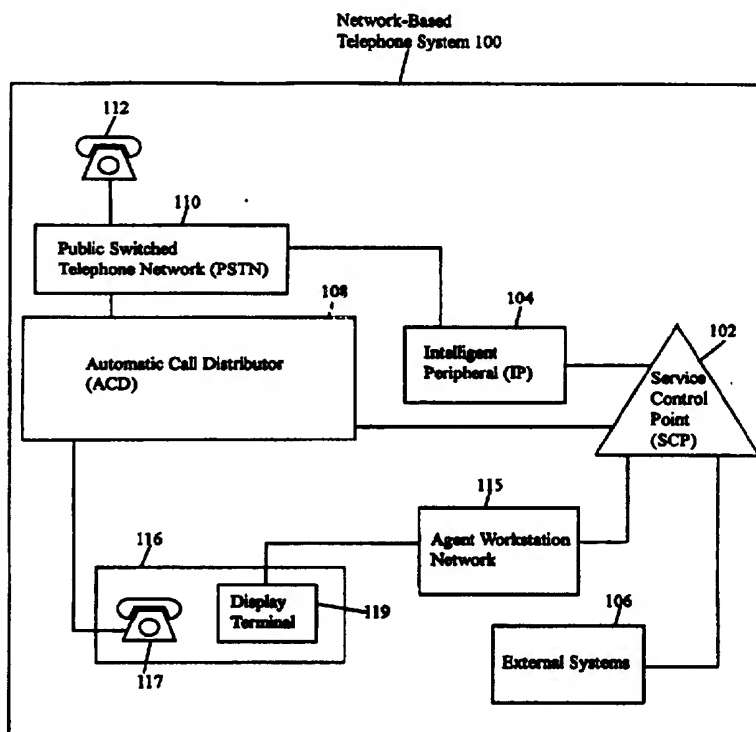 Network-Based
Telephone System 100
112
110
Public Switched
Telephone Network (PSTN)
108
Automatic Call Distributor
(ACD)
104
Intelligent
Peripheral (IP)
102
Service
Control
Point
(SCP)
115
Agent Workstation
Network
116
Display
Terminal
119
117
106
External Systems